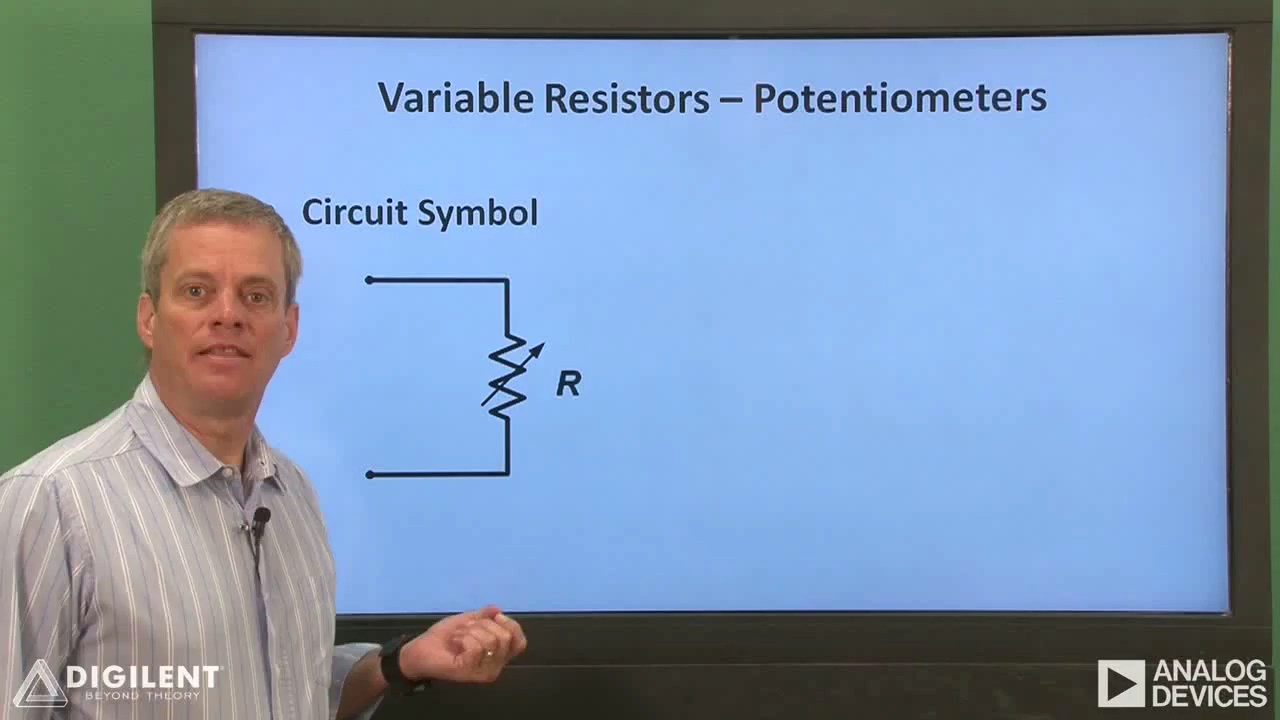 Variable Resistors – Potentiometers
Circuit Symbol
R
DIGILENT
BEYOND THEORY
ANALOG
DEVICES